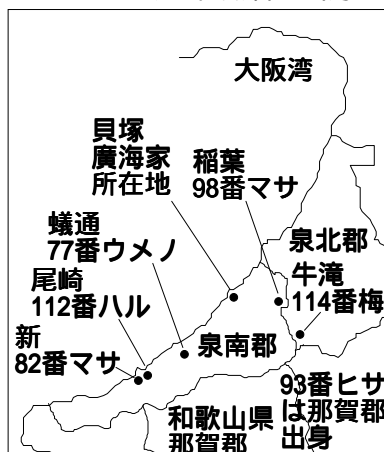 大阪湾
貝塚
廣海家
所在地
稲葉
98番マサ
蟻通
77番ウメノ
泉北郡
牛滝
114番梅
尾崎
112番ハル
新
82番マサ
泉南郡
93番ヒサ
は那賀郡
出身
和歌山県
那賀郡